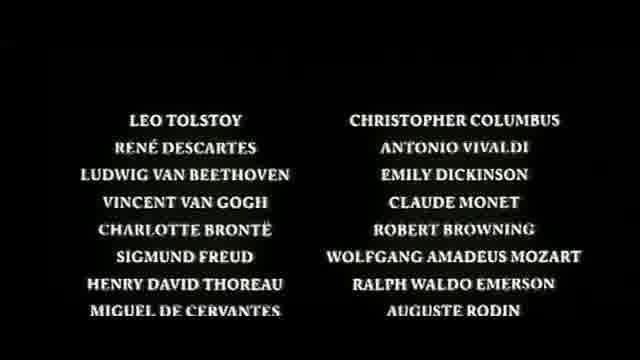 LEO TOLSTOY CHRISTOPHER COLUMBUS
RENÉ DESCARTES ANTONIO VIVALDI
LUDWIG VAN BEETHOVEN EMILY DICKINSON
VINCENT VAN GOGH CLAUDE MONET
CHARLOTTE BRONTË ROBERT BROWNING
SIGMUND FREUD WOLFGANG AMADEUS MOZART
HENRY DAVID THOREAU RALPH WALDO EMERSON
MIGUEL DE CERVANTES AUGUSTE RODIN